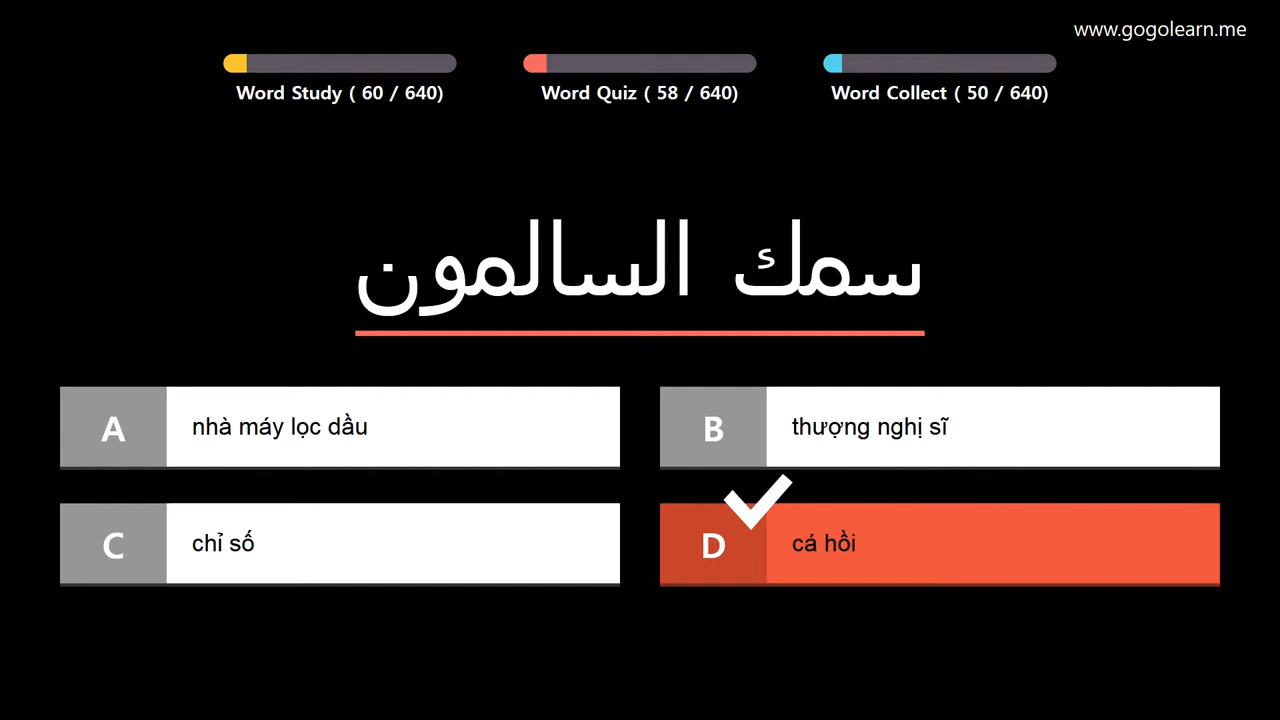 www.gogolearn.me
Word Study ( 60 / 640)
Word Quiz ( 58 / 640)
Word Collect ( 50 / 640)
سمك السالمون
A
nhà máy lọc dầu
B
thượng nghị sĩ
C
chỉ số
D
cá hồi